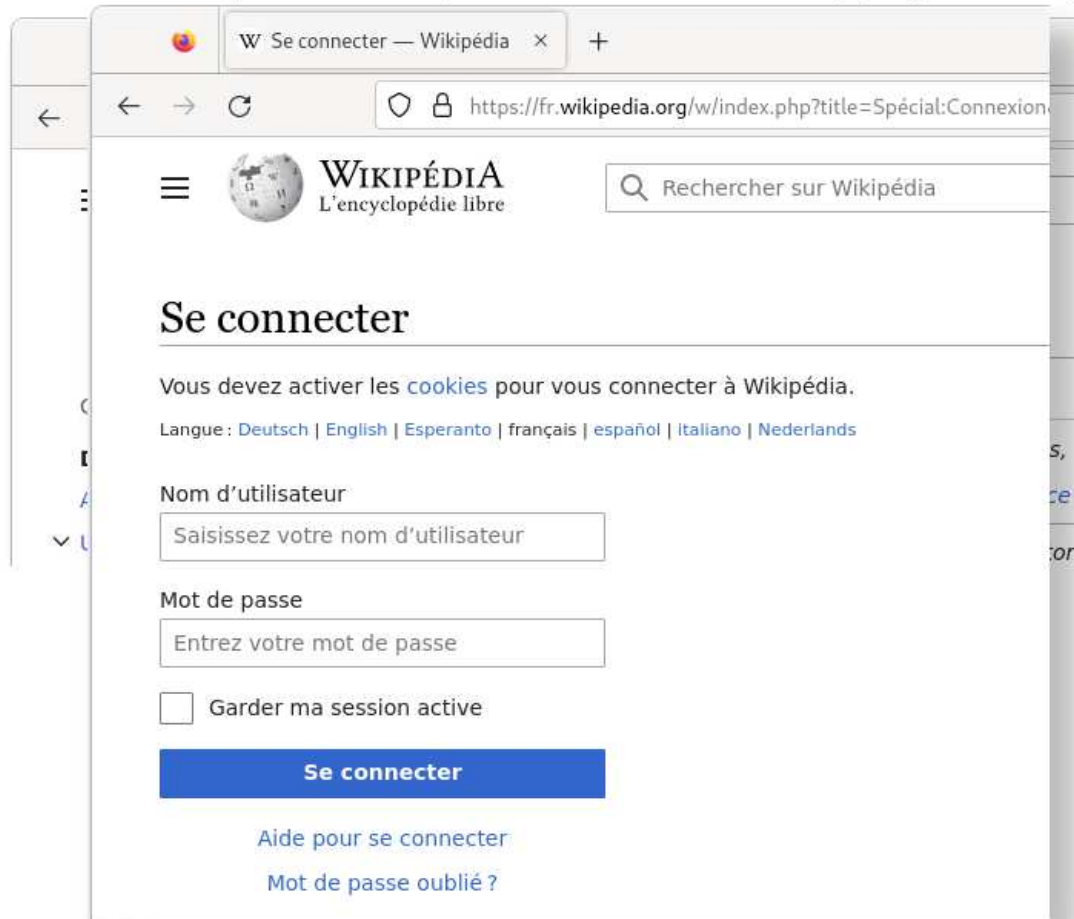 W Se connecter — Wikipédia × +
https://fr.wikipedia.org/w/index.php?title=Spécial:Connexion
WIKIPÉDIA
L'encyclopédie libre
Rechercher sur Wikipédia
Se connecter
Vous devez activer les cookies pour vous connecter à Wikipédia.
Langue : Deutsch | English | Esperanto | français | español | italiano | Nederlands
Nom d’utilisateur
Saisissez votre nom d’utilisateur
Mot de passe
Entrez votre mot de passe
Garder ma session active
Se connecter
Aide pour se connecter
Mot de passe oublié ?